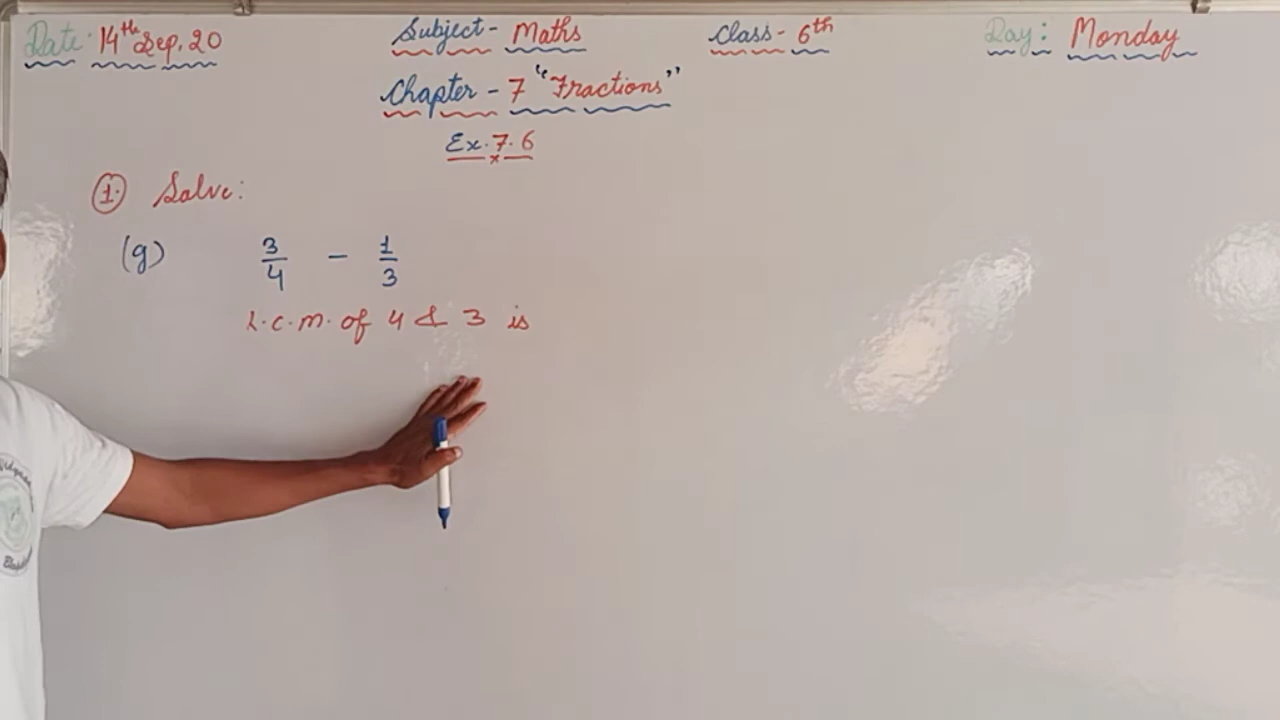 Date: 14th Sep. 20 Subject - Maths Class - 6th Day: Monday
Chapter - 7 "Fractions"
Ex. 7.6
1. Solve:
(g) 3/4 - 1/3
L.C.M. of 4 & 3 is